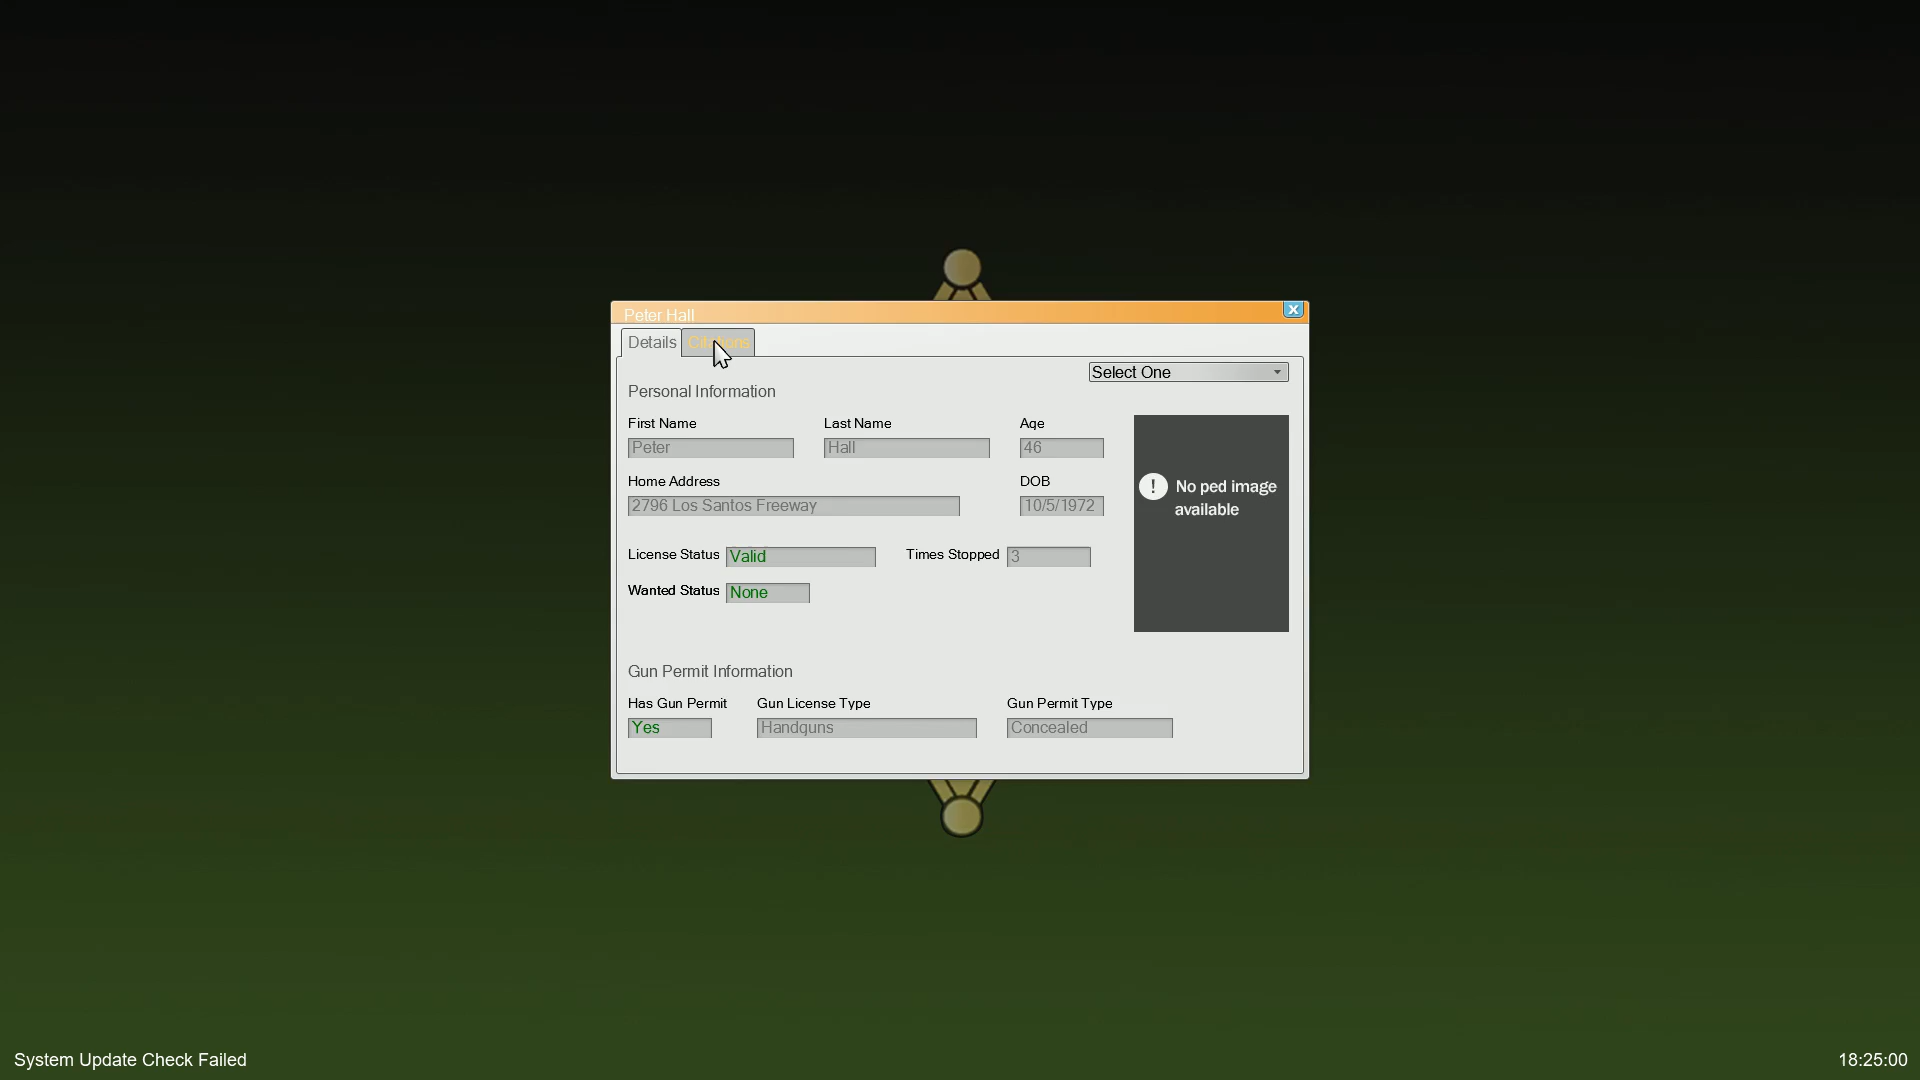 Peter Hall
Details Citations
Select One
Personal Information
First Name Last Name Age
Peter Hall 46
No ped image
available
Home Address DOB
2796 Los Santos Freeway 10/5/1972
License Status Valid Times Stopped 3
Wanted Status None
Gun Permit Information
Has Gun Permit Gun License Type Gun Permit Type
Yes Handguns Concealed
System Update Check Failed 18:25:00